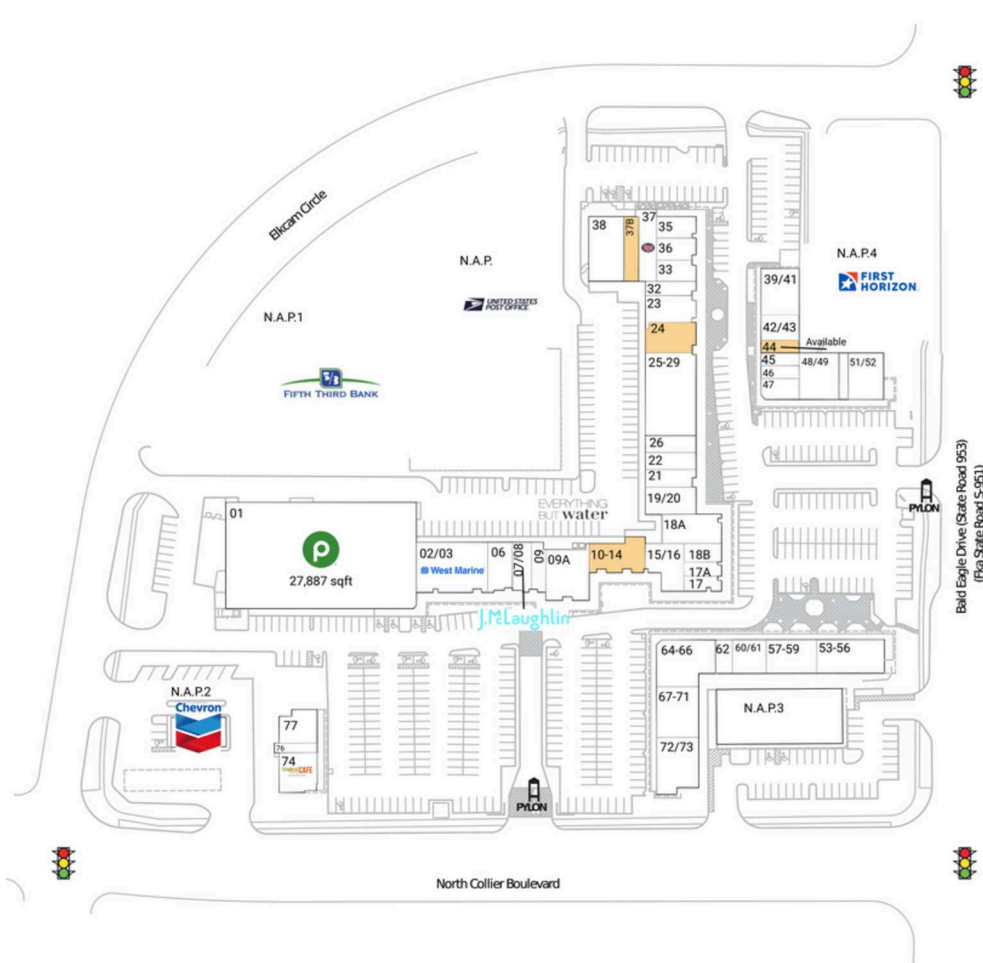 Elkcam Circle
N.A.P.1
FIFTH THIRD BANK
N.A.P.
UNITED STATES
POST OFFICE
38
37B
37
35
36
33
32
23
24
25-29
26
22
21
19/20
18A
N.A.P.4
FIRST
HORIZON
39/41
42/43
44
Available
45
46
47
48/49
51/52
PYLON
Bald Eagle Drive (State Road 953)
(Fka State Road S-951)
EVERYTHING
BUT water
01
P
27,887 sqft
02/03
West Marine
06
07/08
09
09A
10-14
15/16
18B
17A
17
J.McLaughlin
64-66
62
60/61
57-59
53-56
67-71
72/73
N.A.P.3
N.A.P.2
Chevron
77
76
74
CAFE
PYLON
North Collier Boulevard